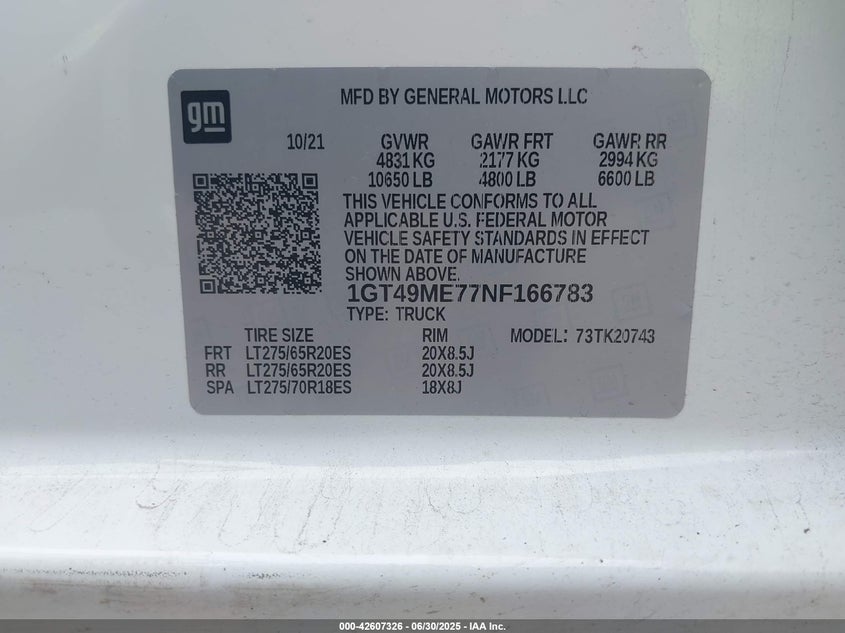 gm
MFD BY GENERAL MOTORS LLC
10/21 GVWR GAWR FRT GAWR RR
4831 KG 2177 KG 2994 KG
10650 LB 4800 LB 6600 LB
THIS VEHICLE CONFORMS TO ALL
APPLICABLE U.S. FEDERAL MOTOR
VEHICLE SAFETY STANDARDS IN EFFECT
ON THE DATE OF MANUFACTURE
SHOWN ABOVE.
1GT49ME77NF166783
TYPE: TRUCK
TIRE SIZE RIM MODEL: 73TK20743
FRT LT275/65R20ES 20X8.5J
RR LT275/65R20ES 20X8.5J
SPA LT275/70R18ES 18X8J
000-42607326 - 06/30/2025 - IAA Inc.